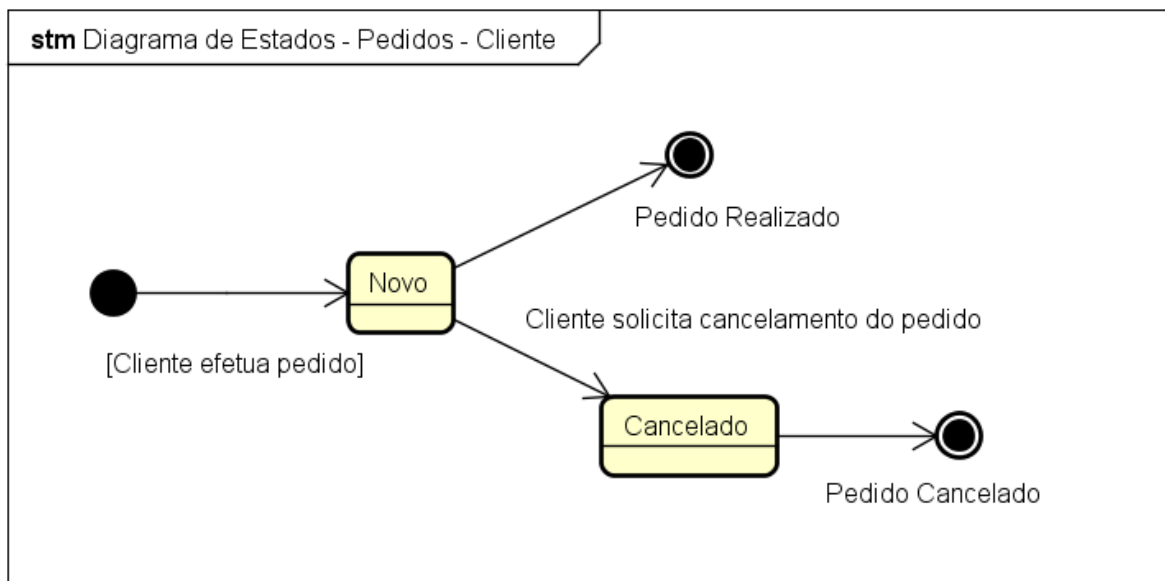 stm Diagrama de Estados - Pedidos - Cliente
Pedido Realizado
Novo
Cliente solicita cancelamento do pedido
[Cliente efetua pedido]
Cancelado
Pedido Cancelado